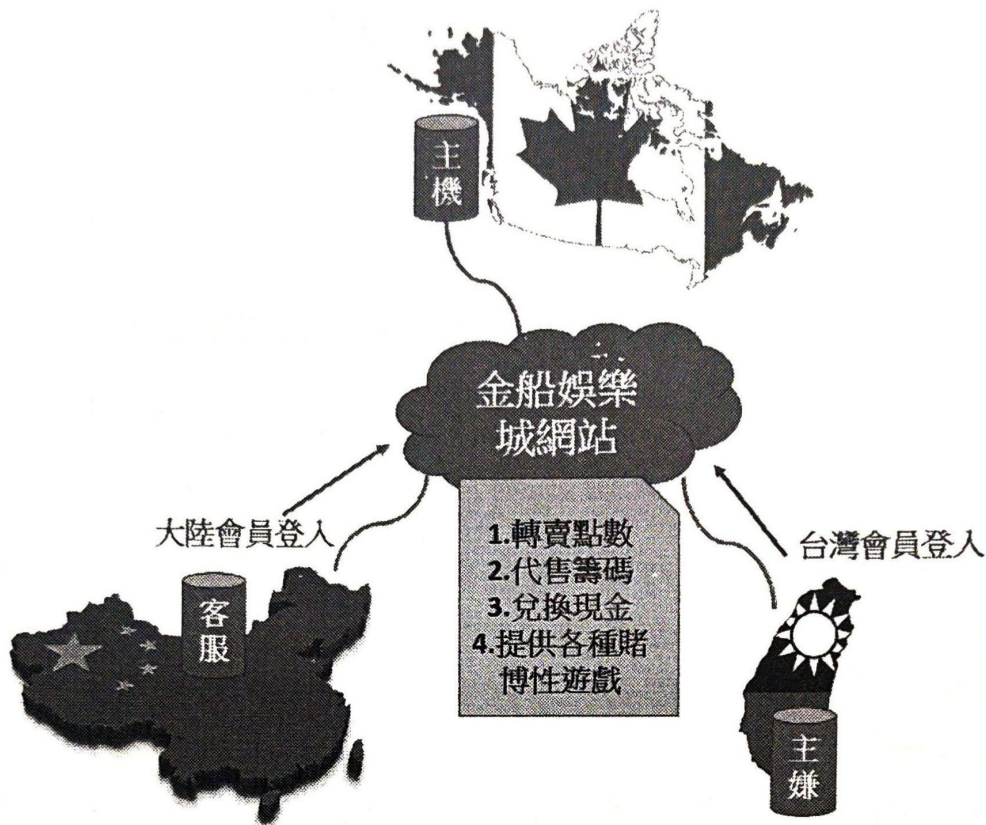 主
機
金船娛樂
城網站
大陸會員登入
台灣會員登入
1.轉賣點數
2.代售籌碼
3.兌換現金
4.提供各種賭
博性遊戲
客
服
主
嫌